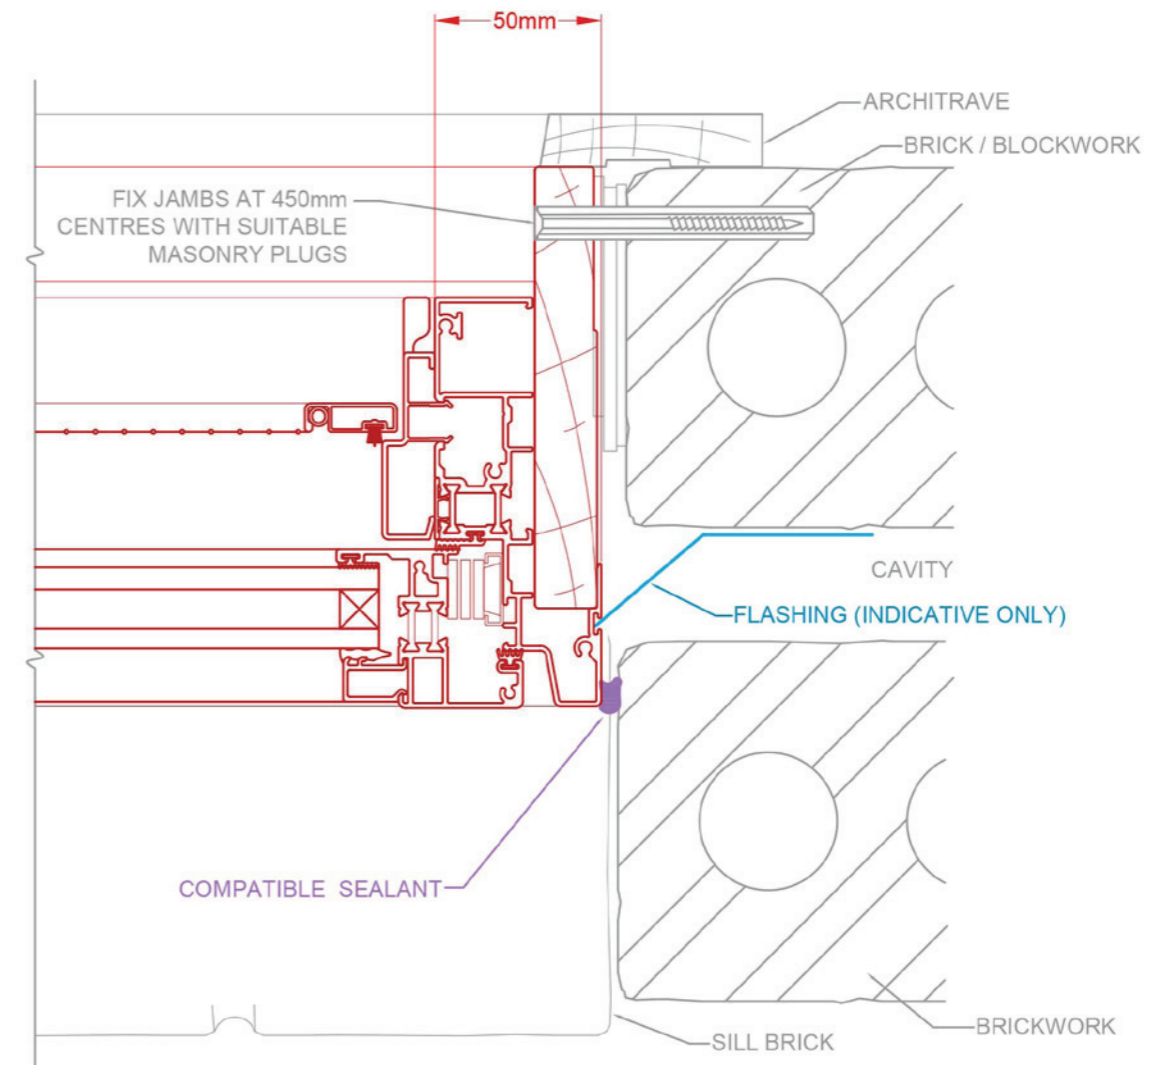 50mm
ARCHITRAVE
BRICK / BLOCKWORK
FIX JAMBS AT 450mm
CENTRES WITH SUITABLE
MASONRY PLUGS
CAVITY
FLASHING (INDICATIVE ONLY)
COMPATIBLE SEALANT
BRICKWORK
SILL BRICK